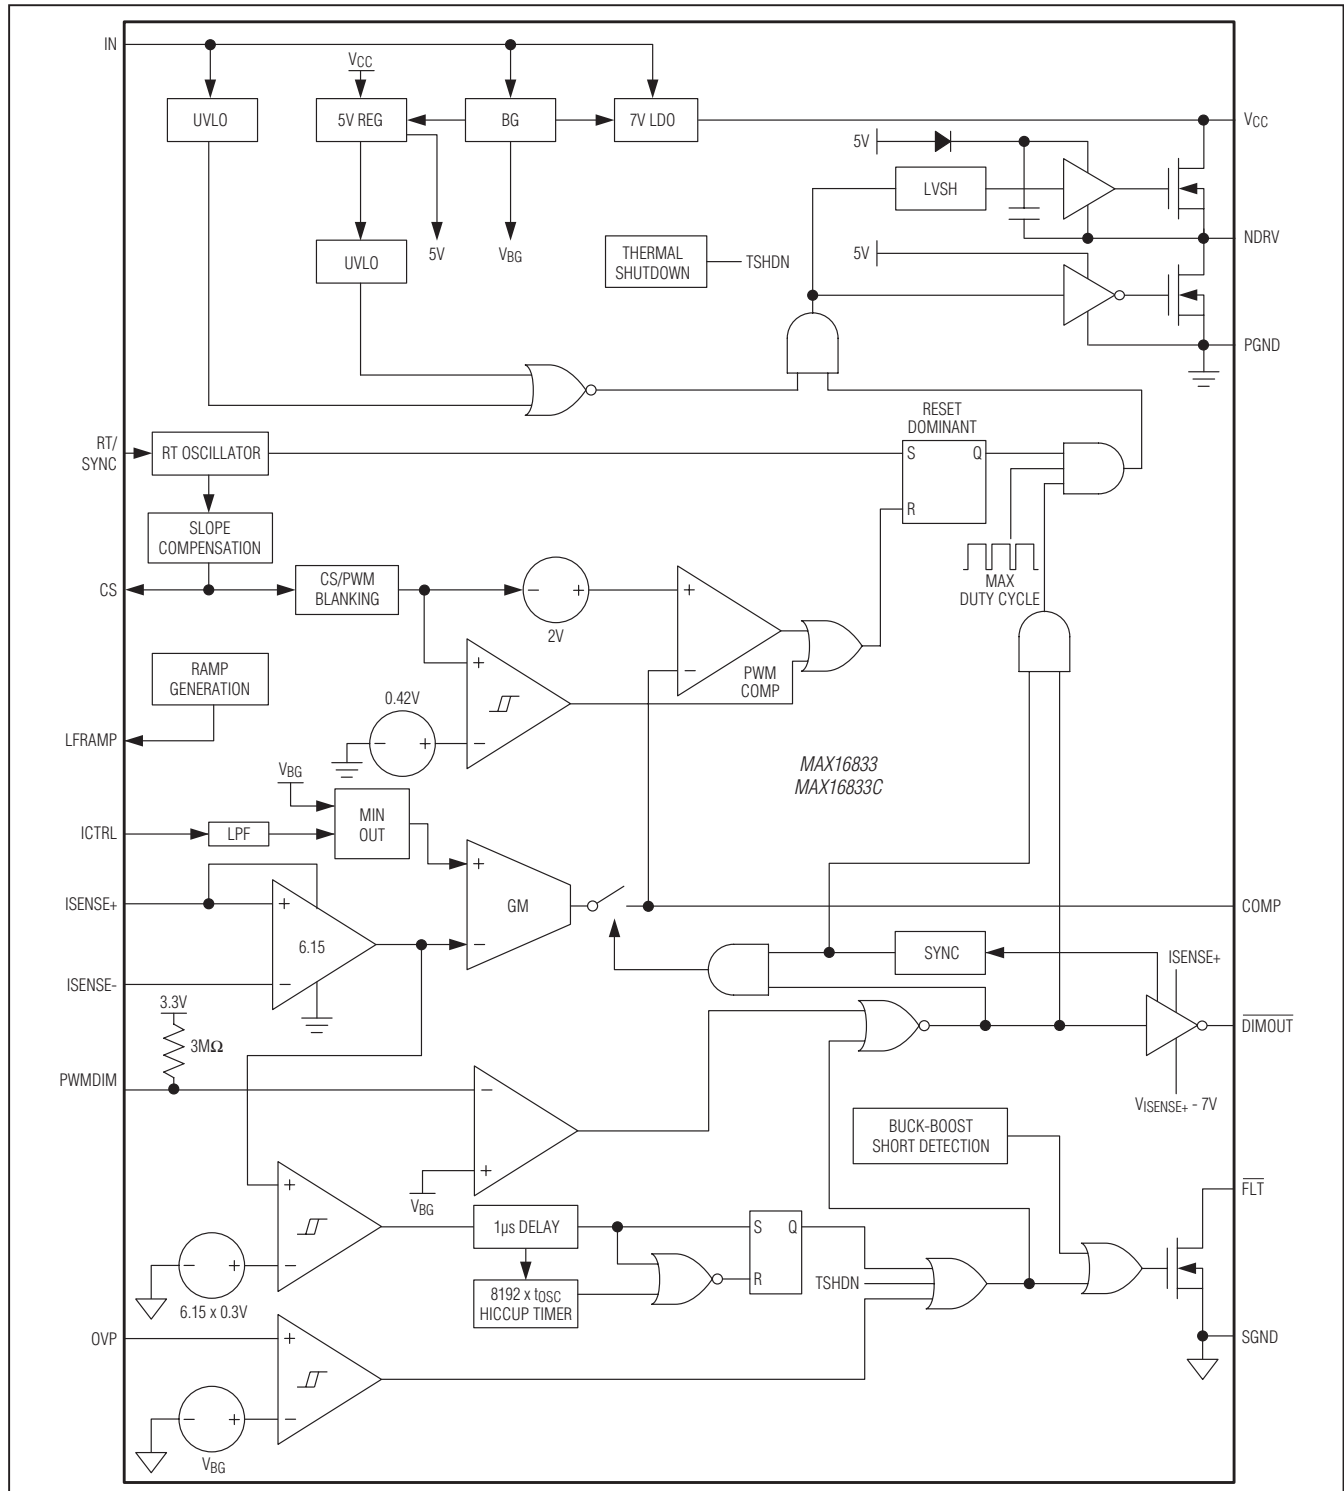 IN
VCC
UVLO
5V REG
BG
7V LDO
VCC
5V
LVSH
NDRV
THERMAL
SHUTDOWN
TSHDN
5V
VBG
UVLO
5V
PGND
RT/
SYNC
RT OSCILLATOR
RESET
DOMINANT
S
Q
R
SLOPE
COMPENSATION
CS
CS/PWM
BLANKING
−
+
2V
+
−
PWM
COMP
MAX
DUTY CYCLE
RAMP
GENERATION
+
−
0.42V
−
+
LFRAMP
MAX16833
MAX16833C
VBG
MIN
OUT
ICTRL
LPF
+
GM
−
COMP
ISENSE+
+
6.15
−
ISENSE-
SYNC
ISENSE+
3.3V
3MΩ
DIMOUT
PWMDIM
−
+
VBG
VISENSE+ - 7V
BUCK-BOOST
SHORT DETECTION
FLT
+
−
1µs DELAY
S
Q
R
−
+
6.15 x 0.3V
8192 x tOSC
HICCUP TIMER
TSHDN
OVP
+
−
SGND
−
+
VBG